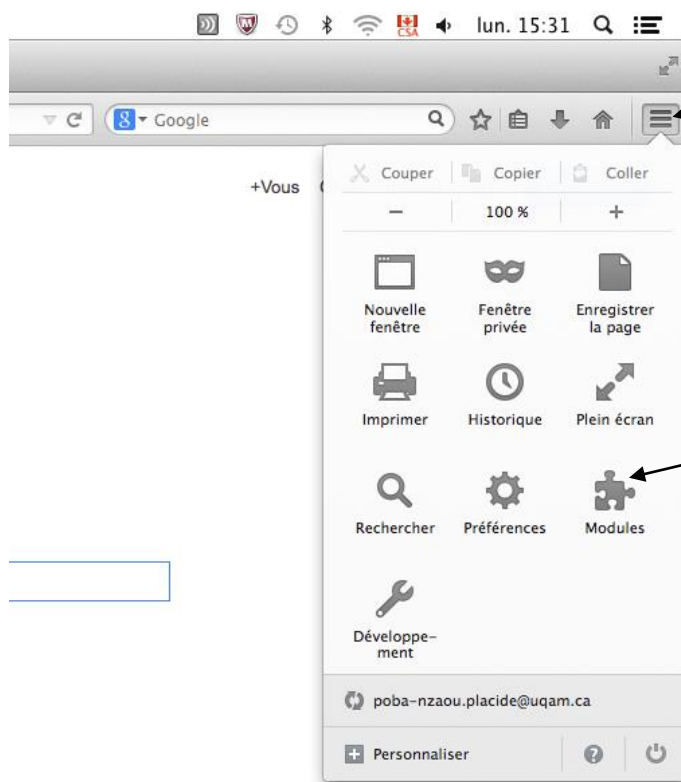 CSA
lun. 15:31
8 Google
+Vous
Couper Copier Coller
− 100 % +
Nouvelle
fenêtre
Fenêtre
privée
Enregistrer
la page
Imprimer Historique Plein écran
Rechercher Préférences Modules
Développe-
ment
poba-nzaou.placide@uqam.ca
+ Personnaliser ?